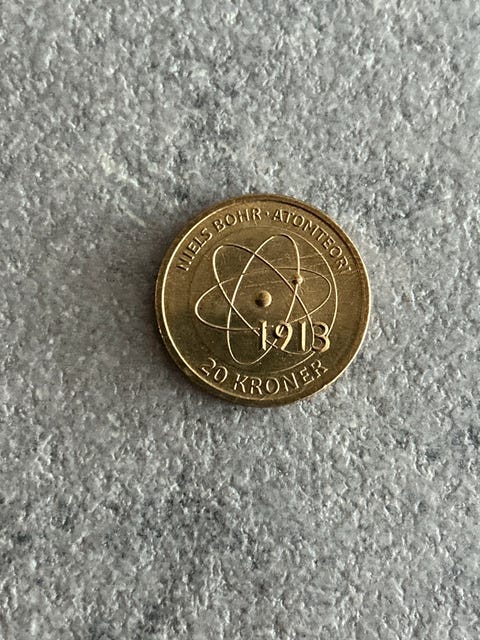 NIELS BOHR · ATOMTEORI
1913
20 KRONER